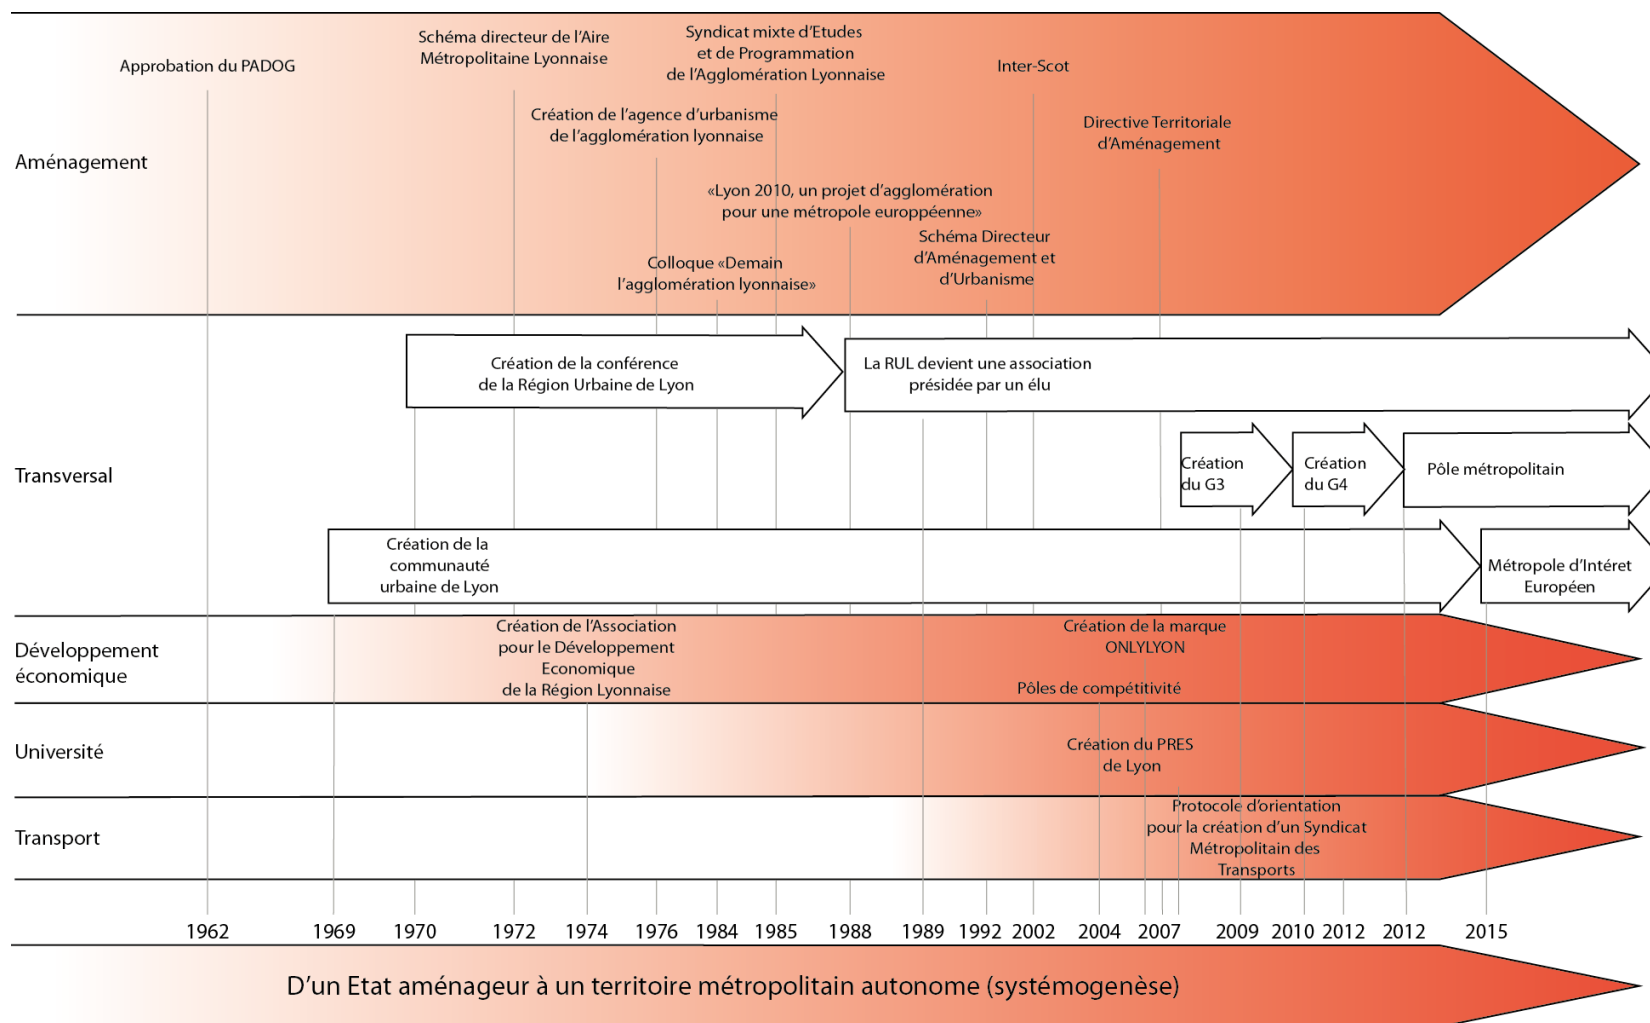 Aménagement
Approbation du PADOG
Schéma directeur de l'Aire
Métropolitaine Lyonnaise
Syndicat mixte d'Etudes
et de Programmation
de l'Agglomération Lyonnaise
Inter-Scot
Création de l'agence d'urbanisme
de l'agglomération lyonnaise
Directive Territoriale
d'Aménagement
«Lyon 2010, un projet d'agglomération
pour une métropole europpéenne»
Schéma Directeur
d'Aménagement et
d'Urbanisme
Colloque «Demain
l'agglomération lyonnaise»
Transversal
Création de la conférence
de la Région Urbaine de Lyon
La RUL devient une association
présidée par un élu
Création
du G3
Création
du G4
Pôle métropolitain
Création de la
communauté
urbaine de Lyon
Métropole d'Intéret
Européen
Développement
économique
Création de l'Association
pour le Développement
Economique
de la Région Lyonnaise
Création de la marque
ONLYLYON
Pôles de compétitivité
Université
Création du PRES
de Lyon
Transport
Protocole d'orientation
pour la création d'un Syndicat
Métropolitain des
Transports
1962 1969 1970 1972 1974 1976 1984 1985 1988 1989 1992 2002 2004 2007 2009 2010 2012 2012 2015
D'un Etat aménageur à un territoire métropolitain autonome (systémogenèse)